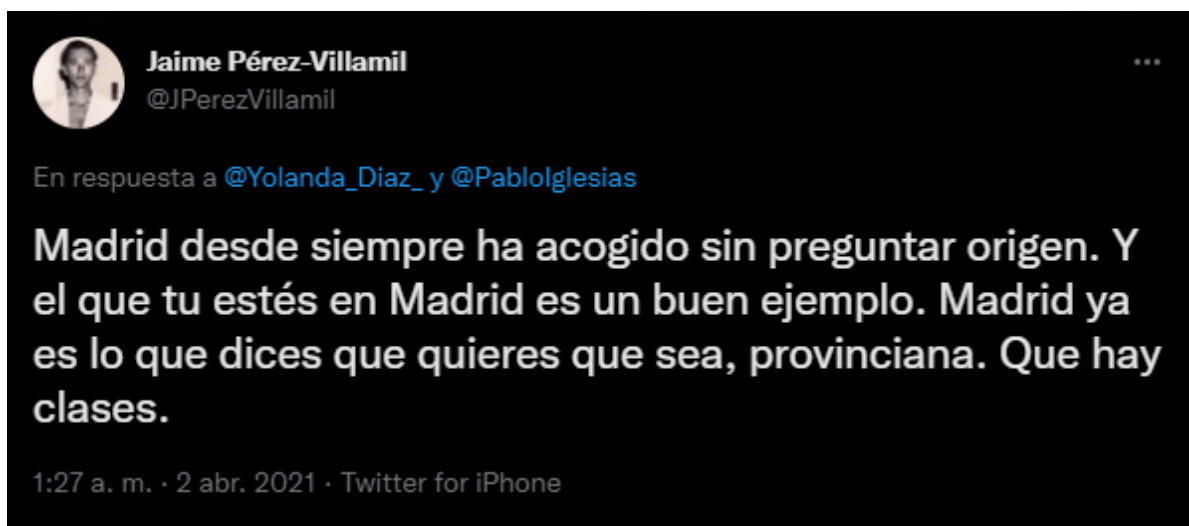 Jaime Pérez-Villamil
@JPerezVillamil
En respuesta a @Yolanda_Diaz_ y @PabloIglesias
Madrid desde siempre ha acogido sin preguntar origen. Y
el que tu estés en Madrid es un buen ejemplo. Madrid ya
es lo que dices que quieres que sea, provinciana. Que hay
clases.
1:27 a. m. · 2 abr. 2021 · Twitter for iPhone